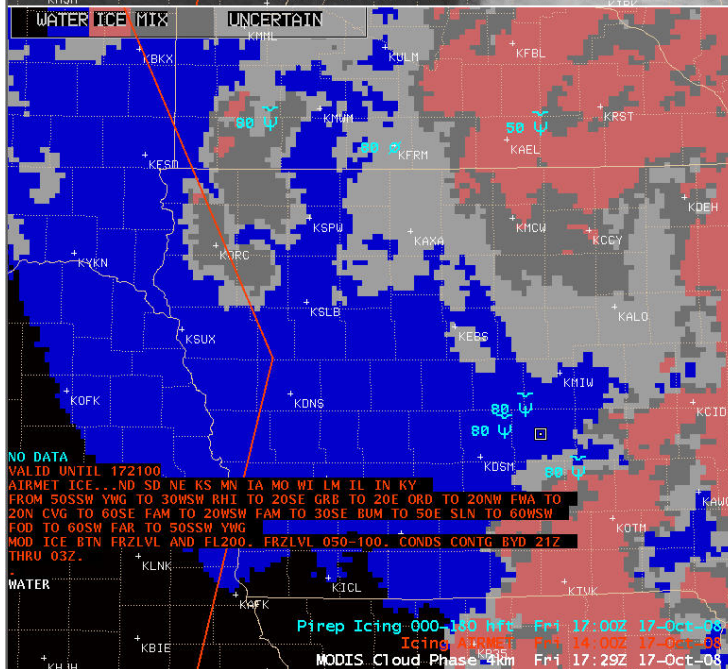 WATER ICE MIX UNCERTAIN
KMML
KULM
KFBL
KBKX
KMWM
KRST
80
50
80
KFRM
KAEL
KFSD
KDEH
KSPW
KMCW
KCCY
KAXA
KORC
KYKN
KSLB
KALO
KEBS
KSUX
KMIW
KOFK
KDNS
80
KCID
80
KDSM
80
NO DATA
VALID UNTIL 172100
AIRMET ICE...ND SD NE KS MN IA MO WI LM IL IN KY
FROM 50SSW YWG TO 30WSW RHI TO 20SE GRB TO 20E ORD TO 20NW FWA TO
20N CVG TO 60SE FAM TO 20WSW FAM TO 30SE BUM TO 50E SLN TO 60WSW
FOD TO 60SW FAR TO 50SSW YWG
MOD ICE BTN FRZLVL AND FL200. FRZLVL 050-100. CONDS CONTG BYD 21Z
THRU 03Z.
.
WATER
KAWO
KOTM
KLNK
KICL
KTVK
KAFK
Pirep Icing 000-180 hft Fri 17:00Z 17-Oct-08
KBIE
Icing AIRMET Fri 14:00Z 17-Oct-08
MODIS Cloud Phase 4km Fri 17:29Z 17-Oct-08